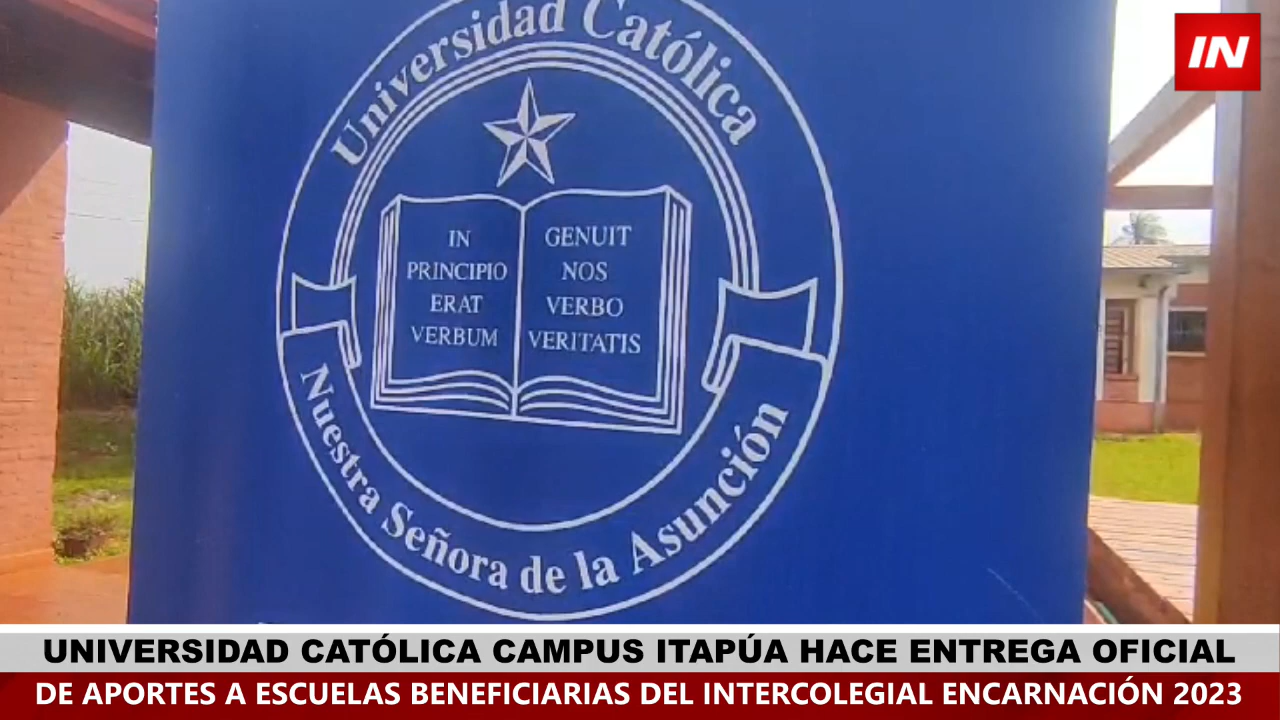 IN
Universidad Católica
IN
PRINCIPIO
ERAT
VERBUM
GENUIT
NOS
VERBO
VERITATIS
Nuestra Señora de la Asunción
UNIVERSIDAD CATÓLICA CAMPUS ITAPÚA HACE ENTREGA OFICIAL
DE APORTES A ESCUELAS BENEFICIARIAS DEL INTERCOLEGIAL ENCARNACIÓN 2023